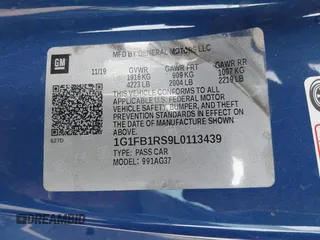 GM
MFD BY GENERAL MOTORS LLC
11/19 GVWR GAWR FRT GAWR RR
1916 KG 909 KG 1007 KG
4223 LB 2004 LB 2219 LB
THIS VEHICLE CONFORMS TO ALL
APPLICABLE U.S. FEDERAL MOTOR
VEHICLE SAFETY, BUMPER, AND THEFT
PREVENTION STANDARDS IN EFFECT ON
THE DATE OF MANUFACTURE SHOWN ABOVE.
627D
1G1FB1RS9L0113439
TYPE: PASS CAR
MODEL: 991AG37
DREAMBID